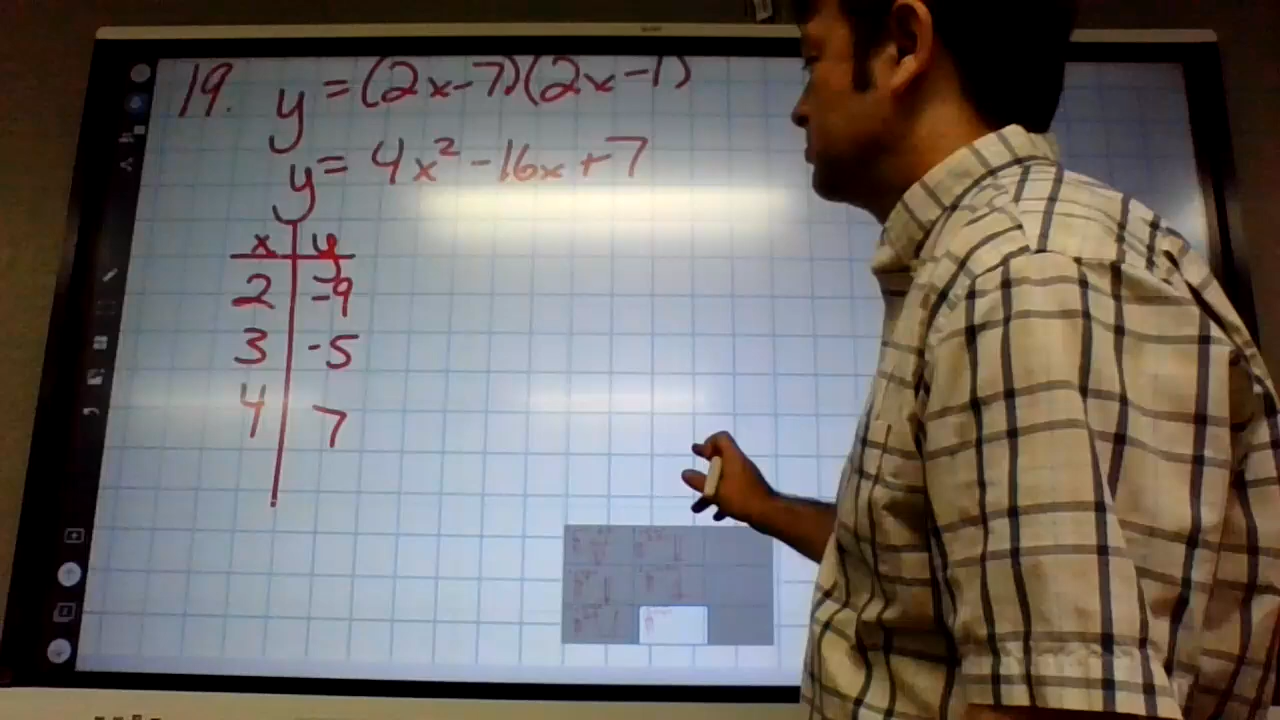 19. y = (2x-7)(2x-1)
y = 4x² - 16x + 7
x y
2 -9
3 -5
4 7